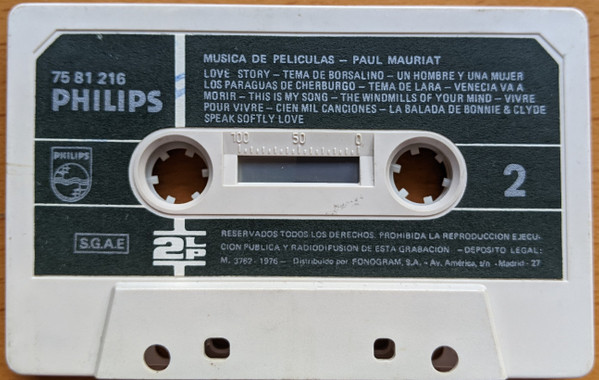 75 81 216
PHILIPS
MUSICA DE PELICULAS – PAUL MAURIAT
LOVE STORY – TEMA DE BORSALINO – UN HOMBRE Y UNA MUJER
LOS PARAGUAS DE CHERBURGO – TEMA DE LARA – VENECIA VA A
MORIR – THIS IS MY SONG – THE WINDMILLS OF YOUR MIND – VIVRE
POUR VIVRE – CIEN MIL CANCIONES – LA BALADA DE BONNIE & CLYDE
SPEAK SOFTLY LOVE
100 50 0
PHILIPS
2
S.G.A.E
2LP
RESERVADOS TODOS LOS DERECHOS. PROHIBIDA LA REPRODUCCION EJECU-
CION PUBLICA Y RADIODIFUSION DE ESTA GRABACION – DEPOSITO LEGAL:
M. 3762 - 1976 – Distribuido por FONOGRAM, S.A. – Av. América, s/n - Madrid - 27